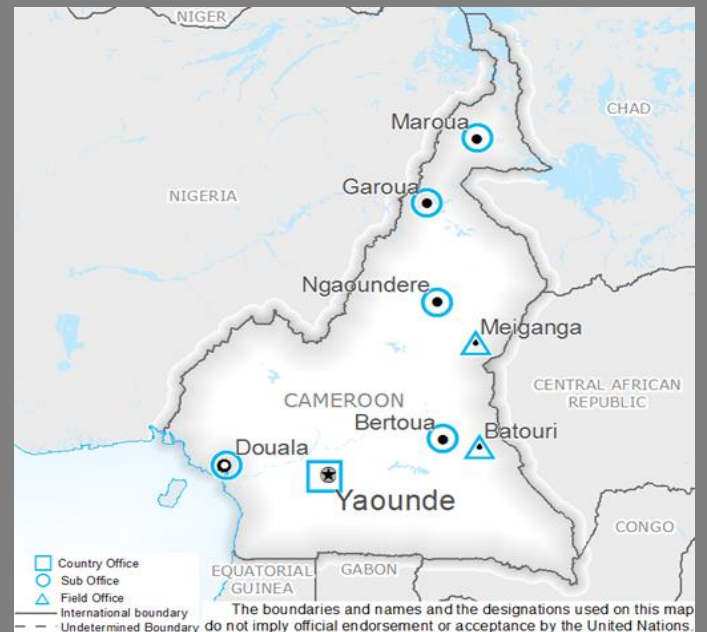 NIGER
Maroua
CHAD
Garoua
NIGERIA
Ngaoundere
Meiganga
CENTRAL AFRICAN
REPUBLIC
CAMEROON
Bertoua
Batouri
Douala
Yaounde
CONGO
EQUATORIAL
GUINEA
GABON
Country Office
Sub Office
Field Office
International boundary
Undetermined Boundary
The boundaries and names and the designations used on this map
do not imply official endorsement or acceptance by the United Nations.